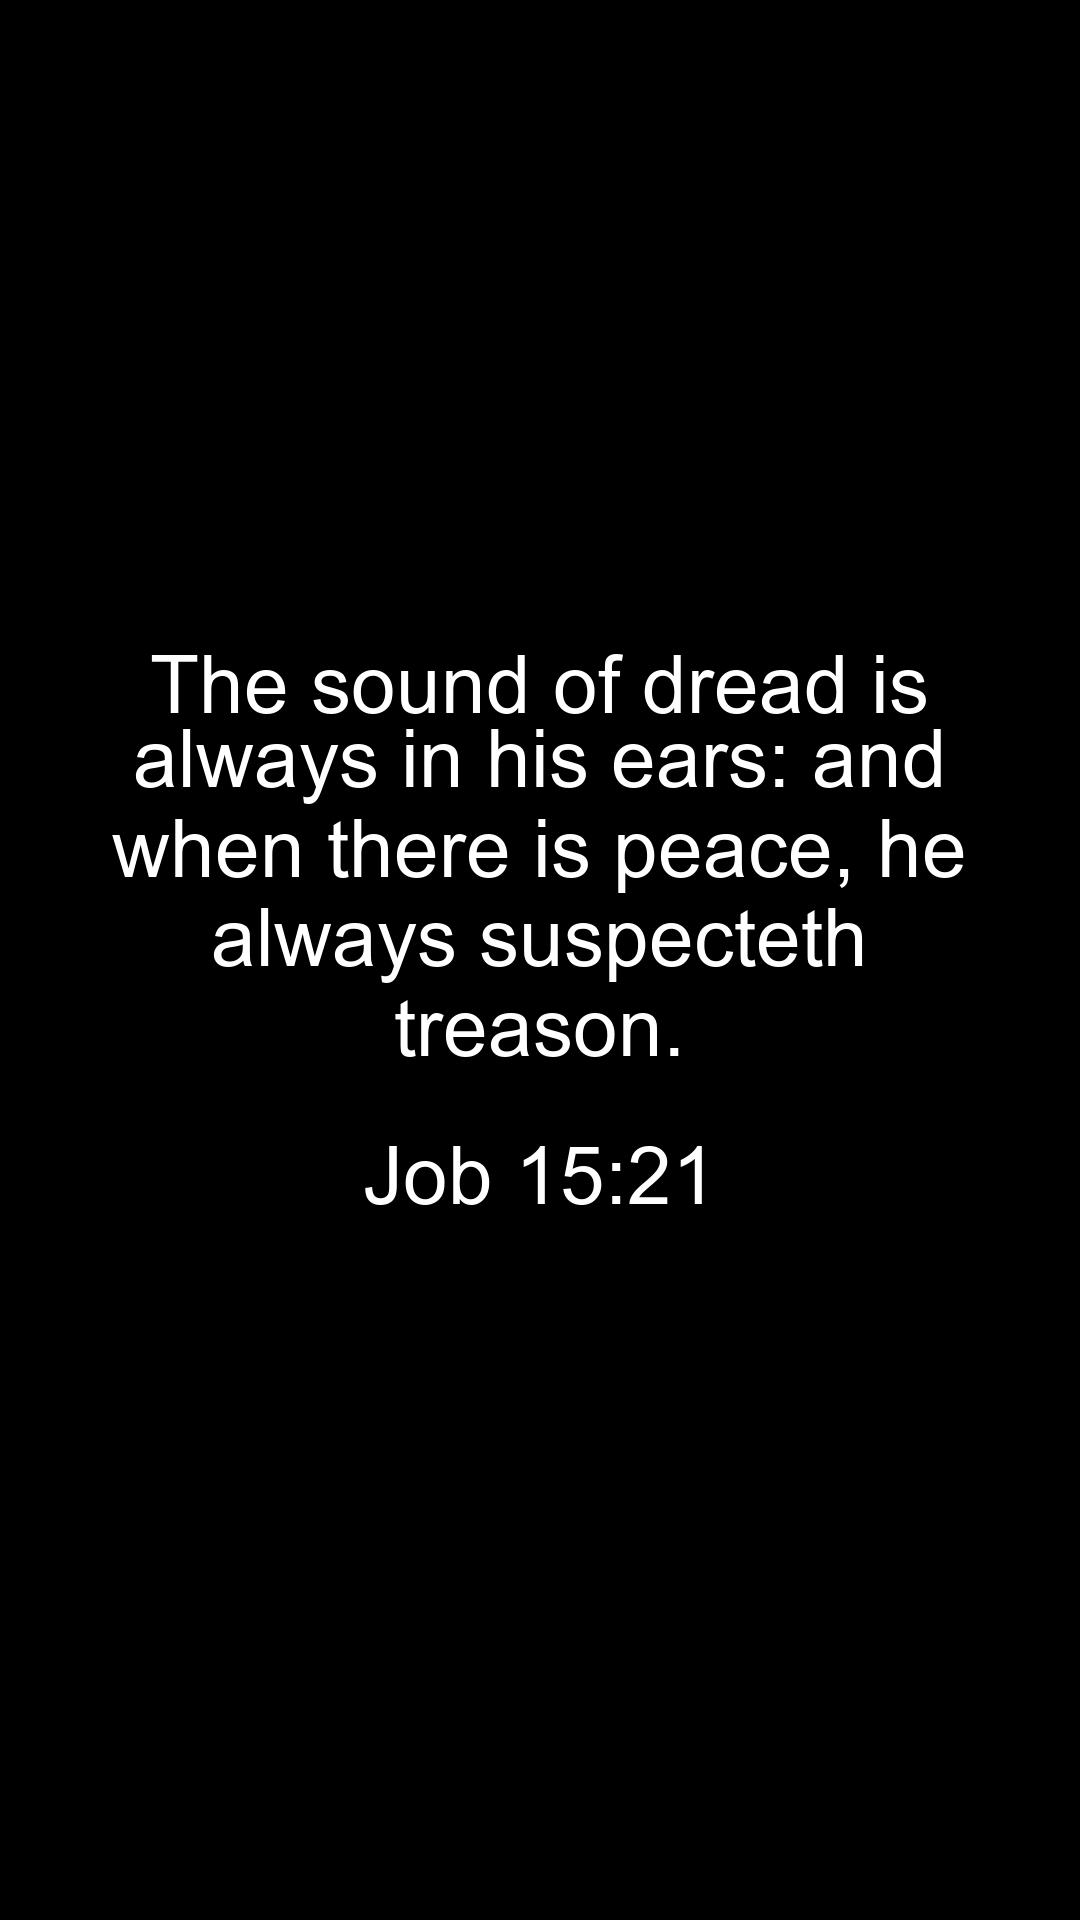 The sound of dread is
always in his ears: and
when there is peace, he
always suspecteth
treason.
Job 15:21